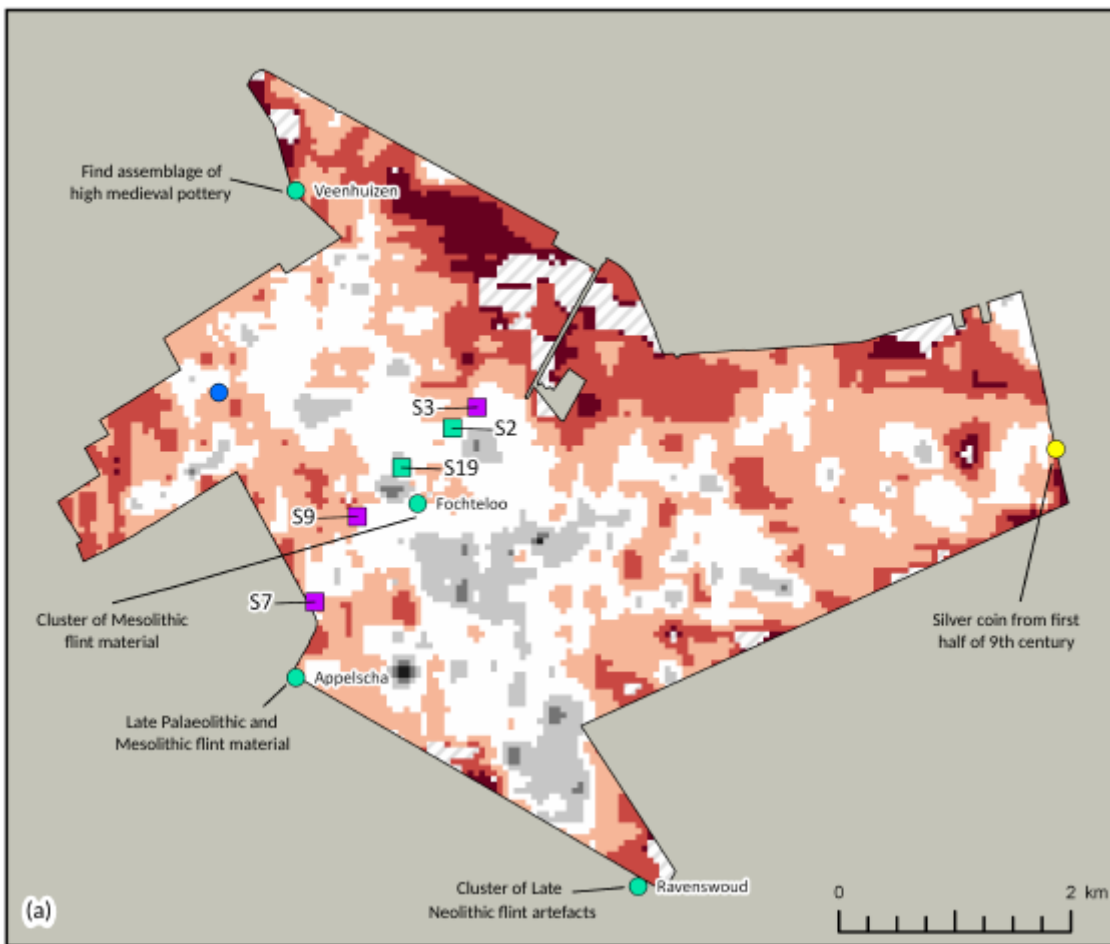 Find assemblage of
high medieval pottery
Veenhuizen
S3
S2
S19
Fochteloo
S9
S7
Cluster of Mesolithic
flint material
Silver coin from first
half of 9th century
Appelscha
Late Palaeolithic and
Mesolithic flint material
Cluster of Late
Neolithic flint artefacts
Ravenswoud
0 2 km
(a)